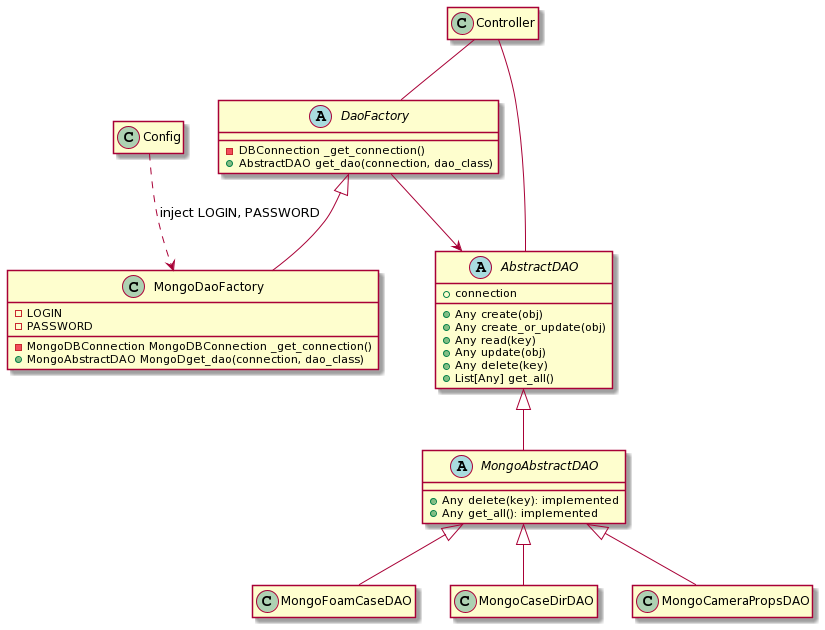 C Controller
A DaoFactory
DBConnection _get_connection()
AbstractDAO get_dao(connection, dao_class)
C Config
inject LOGIN, PASSWORD
C MongoDaoFactory
LOGIN
PASSWORD
MongoDBConnection MongoDBConnection _get_connection()
MongoAbstractDAO MongoDget_dao(connection, dao_class)
A AbstractDAO
connection
Any create(obj)
Any create_or_update(obj)
Any read(key)
Any update(obj)
Any delete(key)
List[Any] get_all()
A MongoAbstractDAO
Any delete(key): implemented
Any get_all(): implemented
C MongoFoamCaseDAO
C MongoCaseDirDAO
C MongoCameraPropsDAO